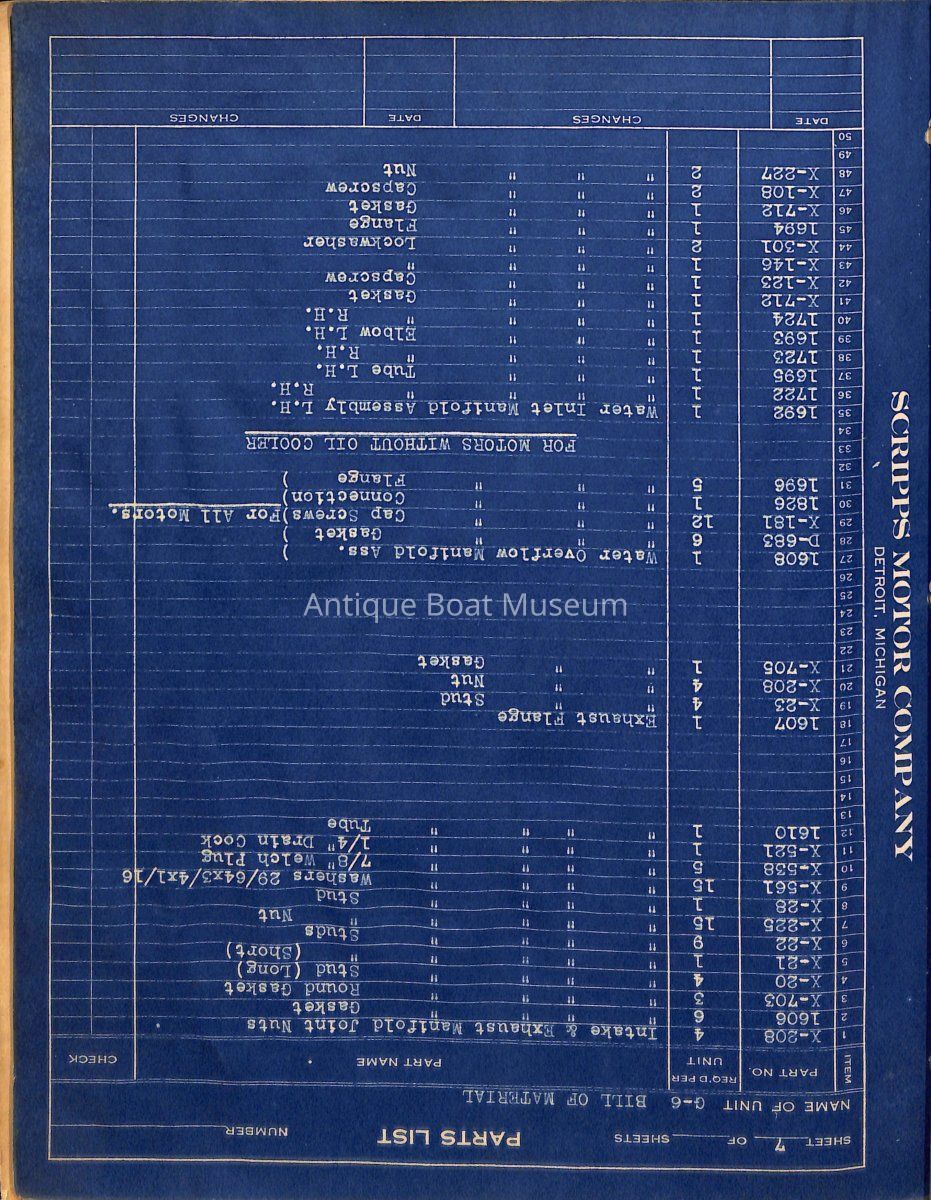 SHEET 7 OF SHEETS PARTS LIST NUMBER
NAME OF UNIT G-6 BILL OF MATERIAL
ITEM PART NO. REQ'D PER UNIT PART NAME CHECK
1 X-208 4 Intake & Exhaust Manifold Joint Nuts
2 1606 6 " " " " Gasket
3 X-703 3 " " " " Round Gasket
4 X-20 4 " " " " Stud (Long)
5 X-21 1 " " " " " (Short)
6 X-22 9 " " " " Studs
7 X-225 15 " " " " " Nut
8 X-28 1 " " " " Stud
9 X-561 15 " " " " Washers 29/64x3/4x1/16
10 X-538 5 " " " " 7/8" Welch Plug
11 X-521 1 " " " " 1/4" Drain Cock
12 1610 1 " " " " Tube
13
14
15
16
17
18 1607 1 Exhaust Flange
19 X-23 4 " " Stud
20 X-208 4 " " Nut
21 X-705 1 " " Gasket
22
23
24
25
26
27 1608 1 Water Overflow Manifold Ass. )
28 D-683 6 " " " Gasket )
29 X-181 12 " " " Cap Screws) For All Motors.
30 1826 1 " " " Connection)
31 1696 5 " " " Flange )
32
33 FOR MOTORS WITHOUT OIL COOLER
34
35 1692 1 Water Inlet Manifold Assembly L.H.
36 1722 1 " " " " R.H.
37 1695 1 " " " Tube L.H.
38 1723 1 " " " " R.H.
39 1693 1 " " " Elbow L.H.
40 1724 1 " " " " R.H.
41 X-712 1 " " " Gasket
42 X-123 1 " " " Capscrew
43 X-146 1 " " " "
44 X-301 2 " " " Lockwasher
45 1694 1 " " " Flange
46 X-712 1 " " " Gasket
47 X-108 2 " " " Capscrew
48 X-227 2 " " " Nut
49
50
DATE CHANGES DATE CHANGES
SCRIPPS MOTOR COMPANY
DETROIT, MICHIGAN
Antique Boat Museum